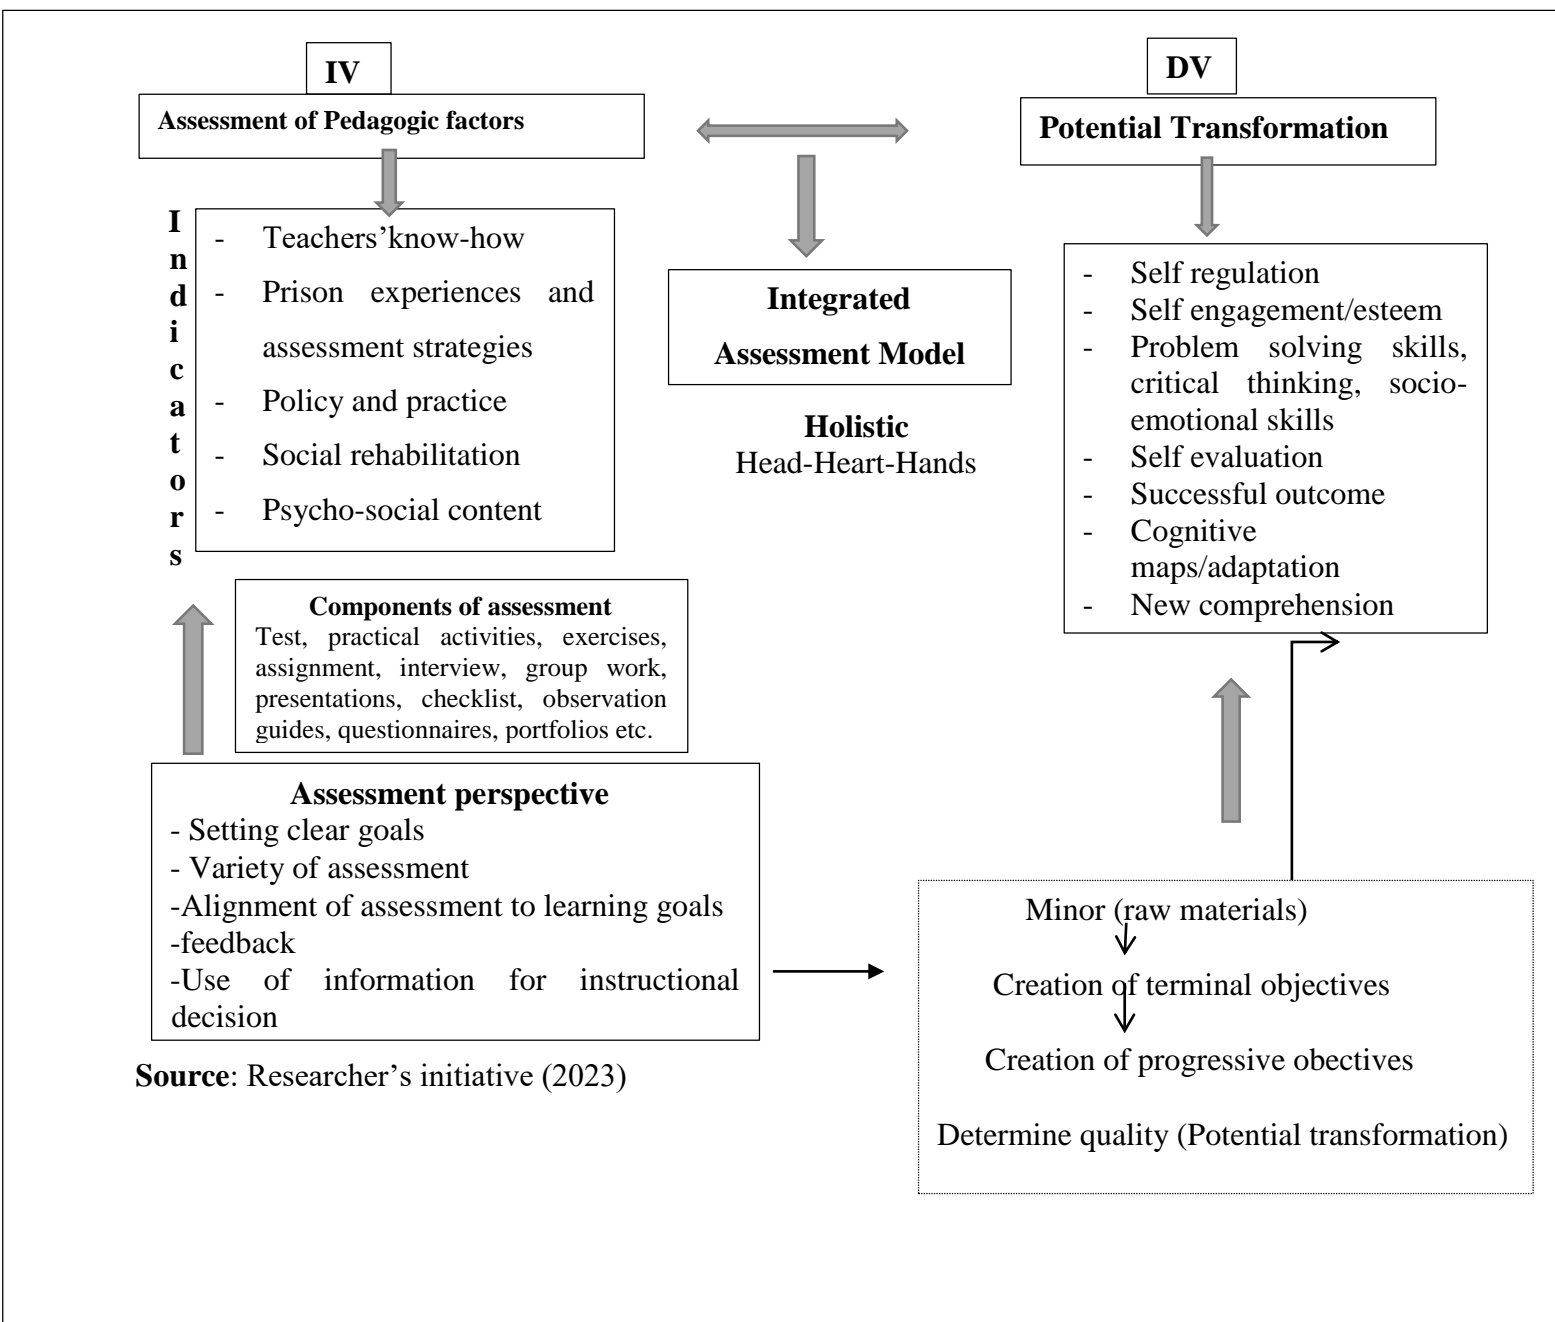 IV
Assessment of Pedagogic factors
Indicators
- Teachers’know-how
- Prison experiences and
assessment strategies
- Policy and practice
- Social rehabilitation
- Psycho-social content
Components of assessment
Test, practical activities, exercises,
assignment, interview, group work,
presentations, checklist, observation
guides, questionnaires, portfolios etc.
Assessment perspective
- Setting clear goals
- Variety of assessment
-Alignment of assessment to learning goals
-feedback
-Use of information for instructional
decision
Source: Researcher’s initiative (2023)
Integrated
Assessment Model
Holistic
Head-Heart-Hands
DV
Potential Transformation
- Self regulation
- Self engagement/esteem
- Problem solving skills,
critical thinking, socio-
emotional skills
- Self evaluation
- Successful outcome
- Cognitive
maps/adaptation
- New comprehension
Minor (raw materials)
Creation of terminal objectives
Creation of progressive obectives
Determine quality (Potential transformation)